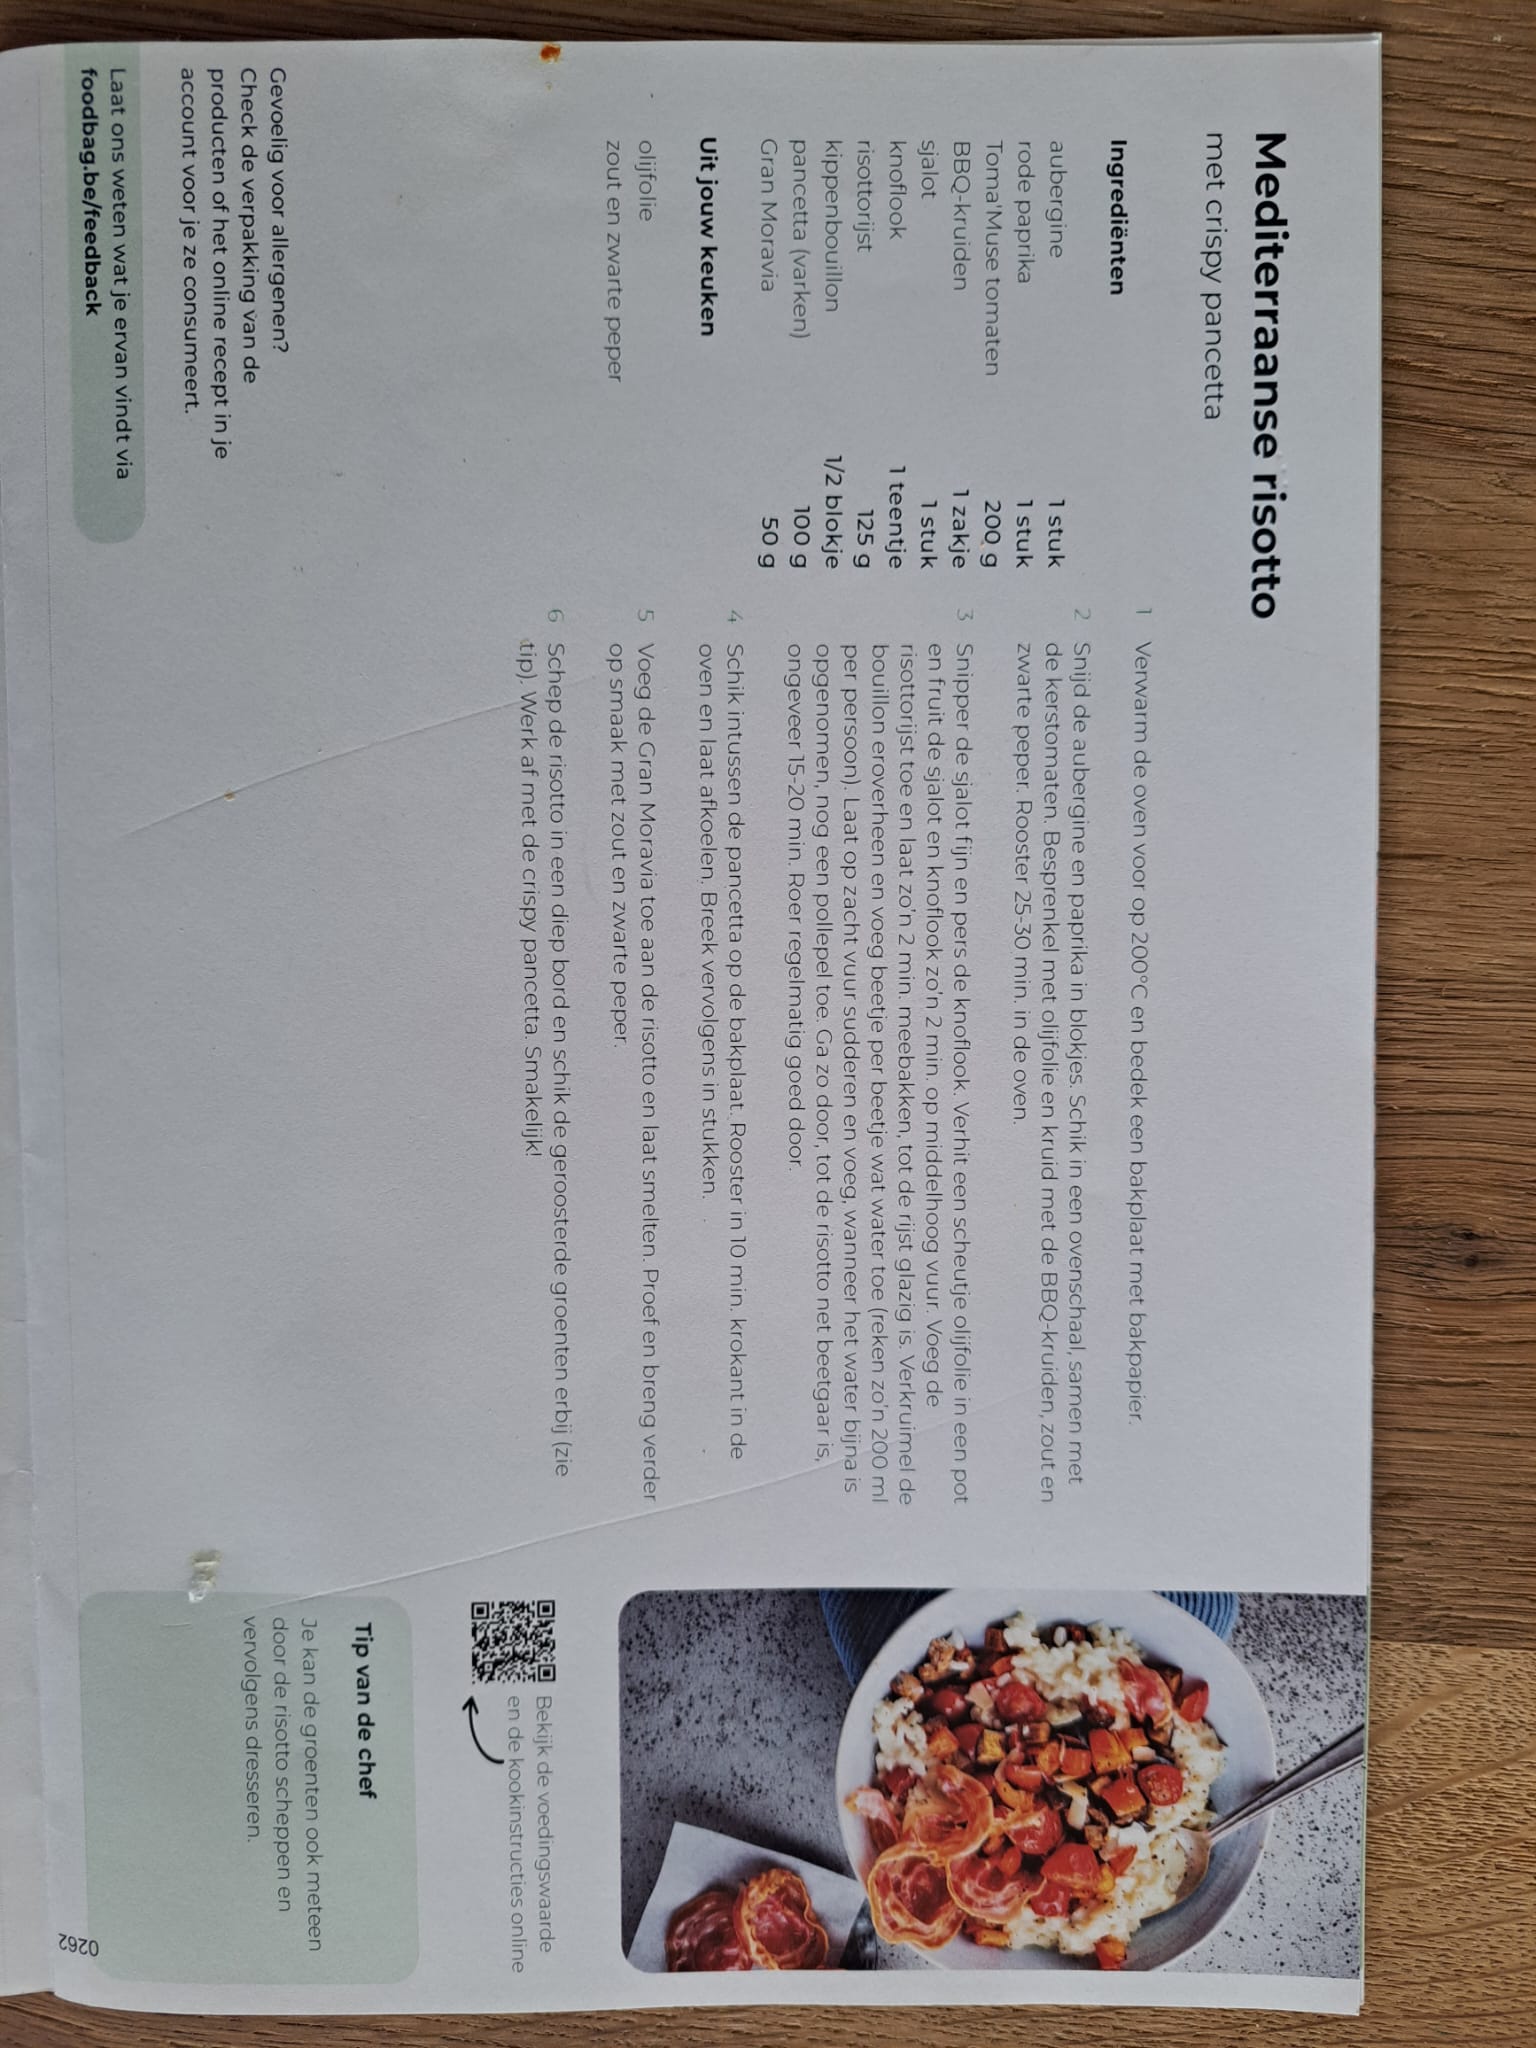 Mediterraanse risotto
met crispy pancetta
Ingrediënten
aubergine 1 stuk
rode paprika 1 stuk
Toma'Muse tomaten 200 g
BBQ-kruiden 1 zakje
sjalot 1 stuk
knoflook 1 teentje
risottorijst 125 g
kippenbouillon 1/2 blokje
pancetta (varken) 100 g
Gran Moravia 50 g
Uit jouw keuken
olijfolie
zout en zwarte peper
Gevoelig voor allergenen?
Check de verpakking van de
producten of het online recept in je
account voor je ze consumeert.
Laat ons weten wat je ervan vindt via
foodbag.be/feedback
1 Verwarm de oven voor op 200°C en bedek een bakplaat met bakpapier.
2 Snijd de aubergine en paprika in blokjes. Schik in een ovenschaal, samen met
de kerstomaten. Besprenkel met olijfolie en kruid met de BBQ-kruiden, zout en
zwarte peper. Rooster 25-30 min. in de oven.
3 Snipper de sjalot fijn en pers de knoflook. Verhit een scheutje olijfolie in een pot
en fruit de sjalot en knoflook zo'n 2 min. op middelhoog vuur. Voeg de
risottorijst toe en laat zo'n 2 min. meebakken, tot de rijst glazig is. Verkruimel de
bouillon eroverheen en voeg beetje per beetje wat water toe (reken zo'n 200 ml
per persoon). Laat op zacht vuur sudderen en voeg, wanneer het water bijna is
opgenomen, nog een pollepel toe. Ga zo door, tot de risotto net beetgaar is,
ongeveer 15-20 min. Roer regelmatig goed door.
4 Schik intussen de pancetta op de bakplaat. Rooster in 10 min. krokant in de
oven en laat afkoelen. Breek vervolgens in stukken.
5 Voeg de Gran Moravia toe aan de risotto en laat smelten. Proef en breng verder
op smaak met zout en zwarte peper.
6 Schep de risotto in een diep bord en schik de geroosterde groenten erbij (zie
tip). Werk af met de crispy pancetta. Smakelijk!
Bekijk de voedingswaarde
en de kookinstructies online
Tip van de chef
Je kan de groenten ook meteen
door de risotto scheppen en
vervolgens dresseren.
0262